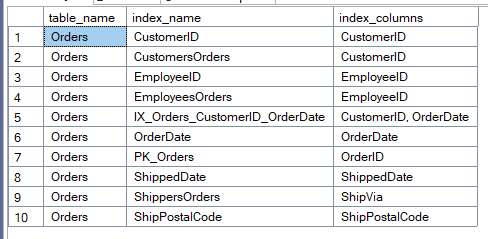 table_name index_name index_columns
1 Orders CustomerID CustomerID
2 Orders CustomersOrders CustomerID
3 Orders EmployeeID EmployeeID
4 Orders EmployeesOrders EmployeeID
5 Orders IX_Orders_CustomerID_OrderDate CustomerID, OrderDate
6 Orders OrderDate OrderDate
7 Orders PK_Orders OrderID
8 Orders ShippedDate ShippedDate
9 Orders ShippersOrders ShipVia
10 Orders ShipPostalCode ShipPostalCode